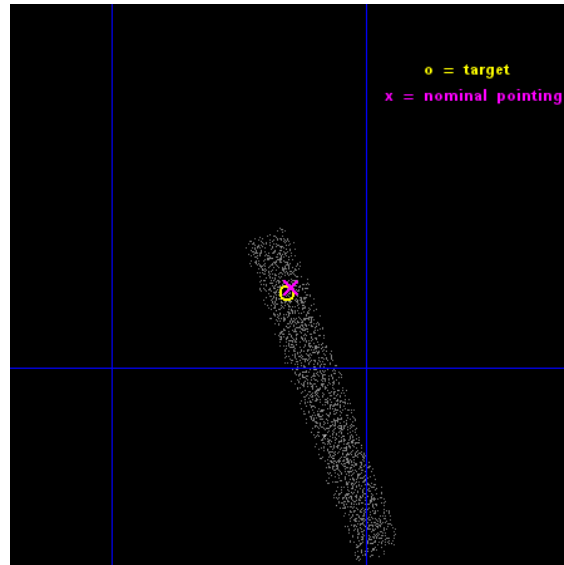 o = target
x = nominal pointing